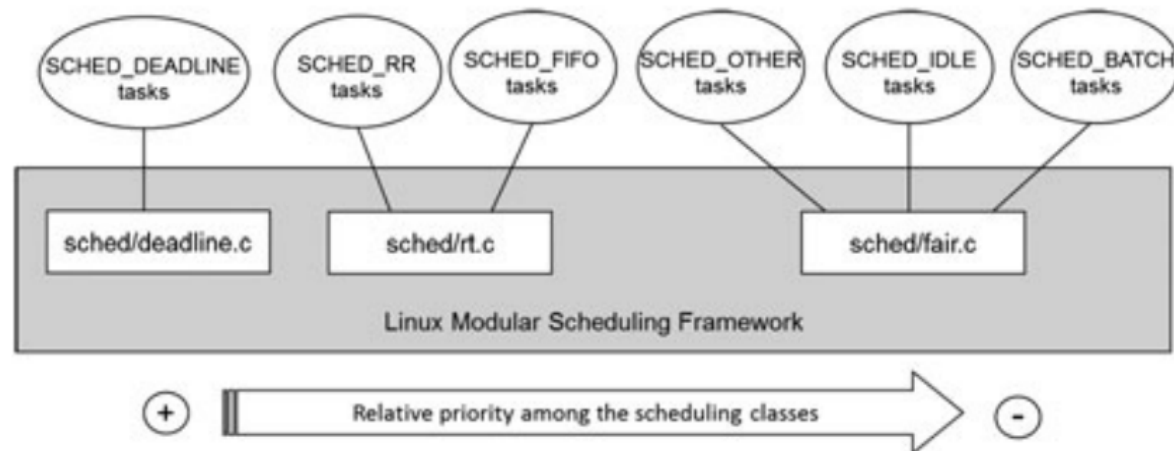 SCHED_DEADLINE
tasks
SCHED_RR
tasks
SCHED_FIFO
tasks
SCHED_OTHER
tasks
SCHED_IDLE
tasks
SCHED_BATCH
tasks
sched/deadline.c
sched/rt.c
sched/fair.c
Linux Modular Scheduling Framework
+
Relative priority among the scheduling classes
-